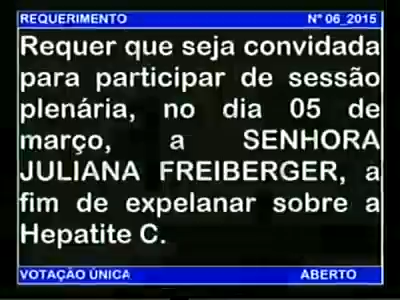 REQUERIMENTO N° 06_2015
Requer que seja convidada
para participar de sessão
plenária, no dia 05 de
março, a SENHORA
JULIANA FREIBERGER, a
fim de expelanar sobre a
Hepatite C.
VOTAÇÃO ÚNICA ABERTO